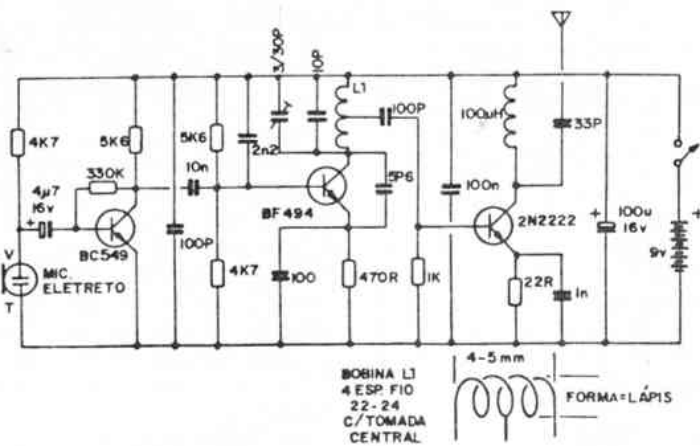 3/30P
10P
L1
100P
100µH
33P
4K7
5K6
5K6
2n2
330K
10n
5P6
4µ7
16v
+
BF 494
100n
2N2222
+
100u
16v
+
9v
BC549
100P
V
MIC.
ELETRETO
T
4K7
100
470R
1K
22R
1n
4-5mm
BOBINA L1
4 ESP. FIO
22-24
C/TOMADA
CENTRAL
FORMA=LÁPIS